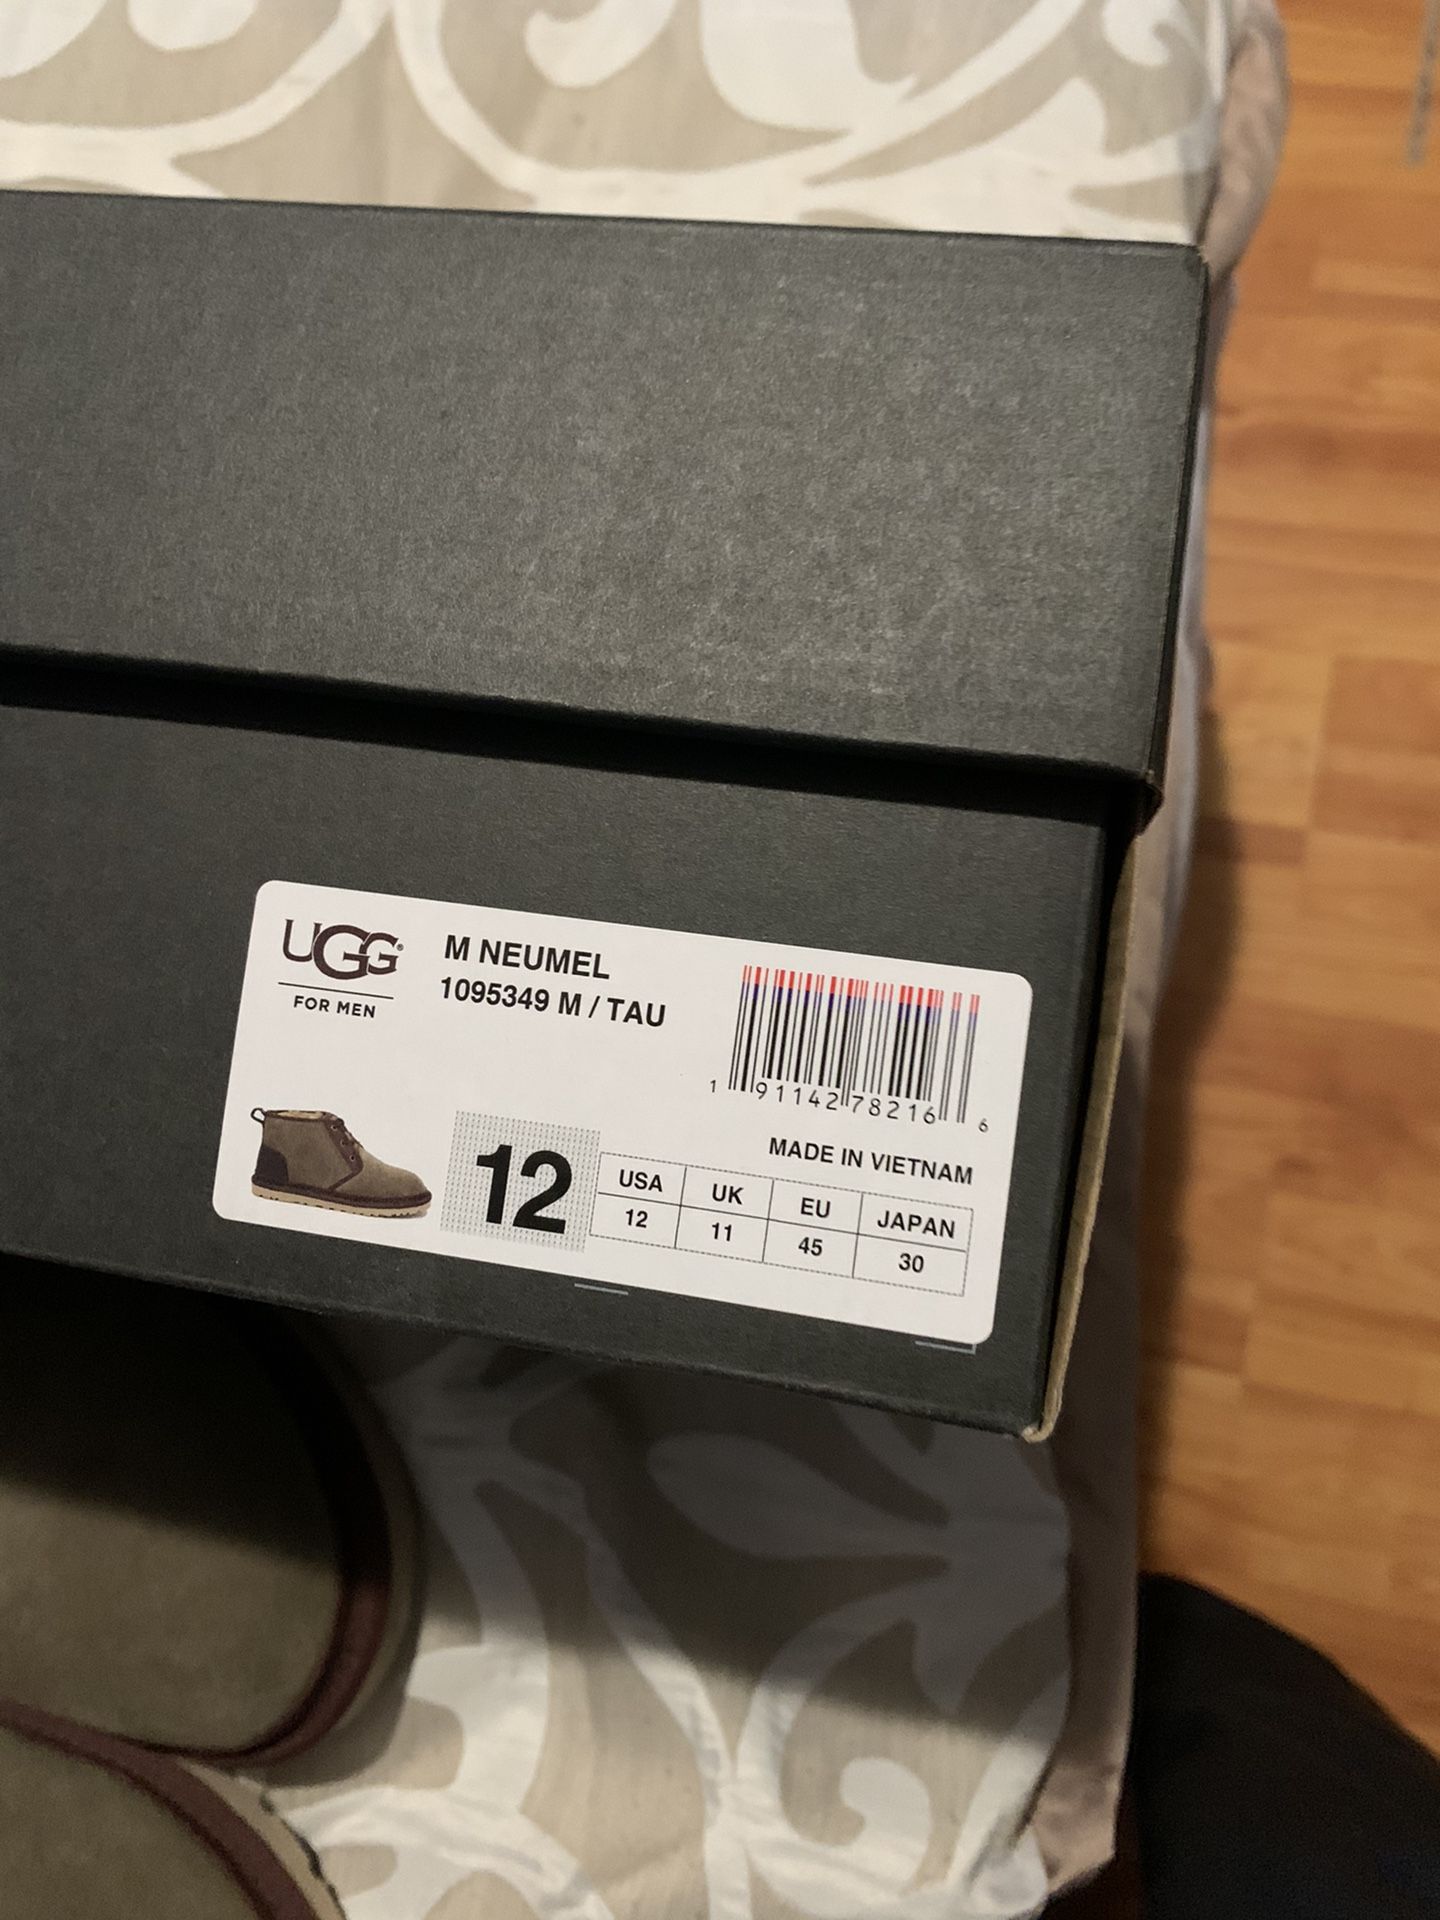 UGG®
FOR MEN
M NEUMEL
1095349 M / TAU
1 91142 78216 6
MADE IN VIETNAM
12
USA UK EU JAPAN
12 11 45 30